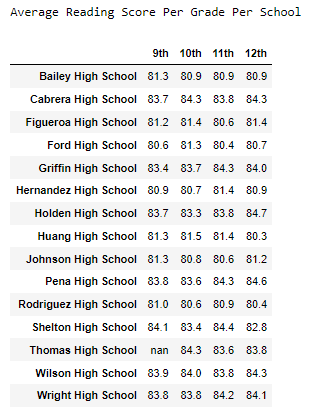 Average Reading Score Per Grade Per School
9th 10th 11th 12th
Bailey High School 81.3 80.9 80.9 80.9
Cabrera High School 83.7 84.3 83.8 84.3
Figueroa High School 81.2 81.4 80.6 81.4
Ford High School 80.6 81.3 80.4 80.7
Griffin High School 83.4 83.7 84.3 84.0
Hernandez High School 80.9 80.7 81.4 80.9
Holden High School 83.7 83.3 83.8 84.7
Huang High School 81.3 81.5 81.4 80.3
Johnson High School 81.3 80.8 80.6 81.2
Pena High School 83.8 83.6 84.3 84.6
Rodriguez High School 81.0 80.6 80.9 80.4
Shelton High School 84.1 83.4 84.4 82.8
Thomas High School nan 84.3 83.6 83.8
Wilson High School 83.9 84.0 83.8 84.3
Wright High School 83.8 83.8 84.2 84.1